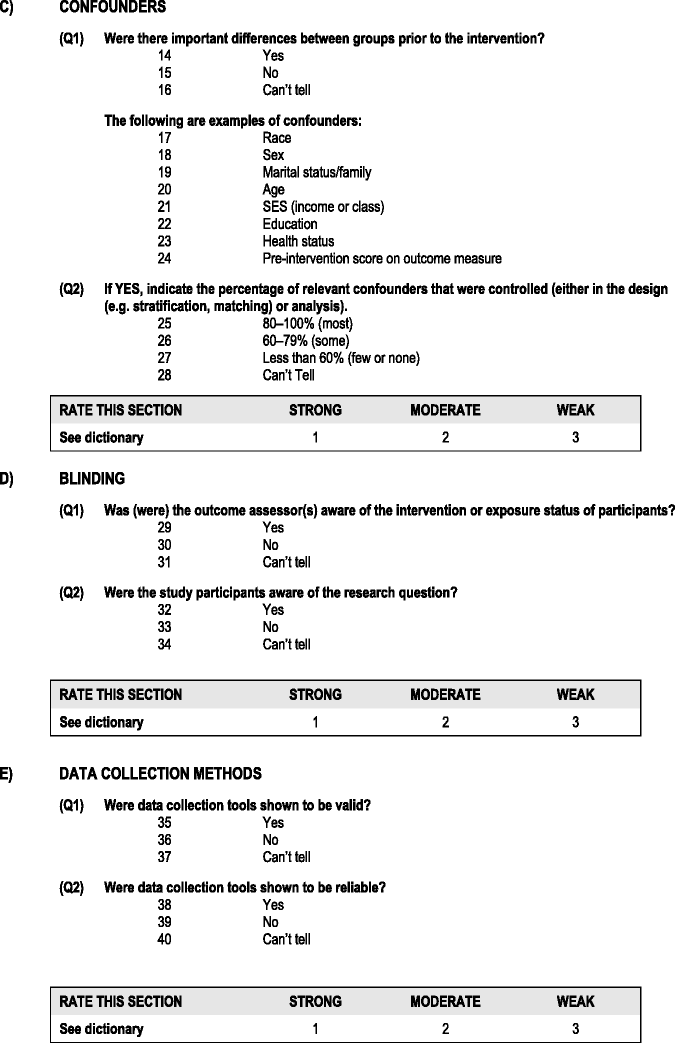 C) CONFOUNDERS
(Q1) Were there important differences between groups prior to the intervention?
14 Yes
15 No
16 Can't tell
The following are examples of confounders:
17 Race
18 Sex
19 Marital status/family
20 Age
21 SES (income or class)
22 Education
23 Health status
24 Pre-intervention score on outcome measure
(Q2) If YES, indicate the percentage of relevant confounders that were controlled (either in the design
(e.g. stratification, matching) or analysis).
25 80–100% (most)
26 60–79% (some)
27 Less than 60% (few or none)
28 Can't Tell
RATE THIS SECTION STRONG MODERATE WEAK
See dictionary 1 2 3
D) BLINDING
(Q1) Was (were) the outcome assessor(s) aware of the intervention or exposure status of participants?
29 Yes
30 No
31 Can't tell
(Q2) Were the study participants aware of the research question?
32 Yes
33 No
34 Can't tell
RATE THIS SECTION STRONG MODERATE WEAK
See dictionary 1 2 3
E) DATA COLLECTION METHODS
(Q1) Were data collection tools shown to be valid?
35 Yes
36 No
37 Can't tell
(Q2) Were data collection tools shown to be reliable?
38 Yes
39 No
40 Can't tell
RATE THIS SECTION STRONG MODERATE WEAK
See dictionary 1 2 3